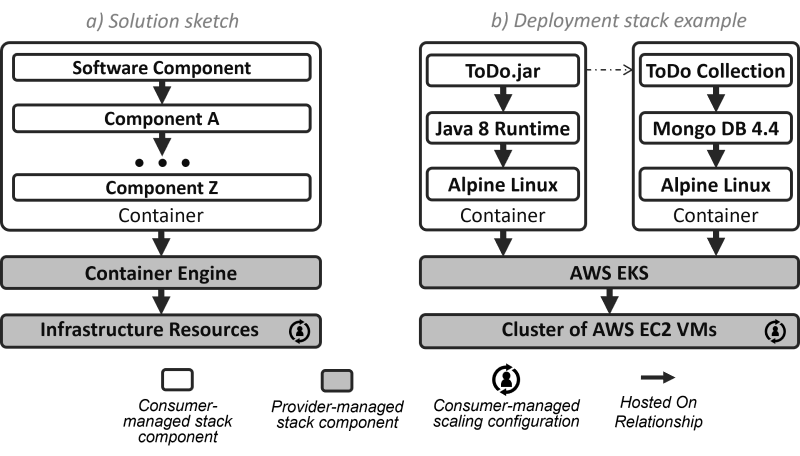 a) Solution sketch
Software Component
Component A
• • •
Component Z
Container
Container Engine
Infrastructure Resources
b) Deployment stack example
ToDo.jar
Java 8 Runtime
Alpine Linux
Container
ToDo Collection
Mongo DB 4.4
Alpine Linux
Container
AWS EKS
Cluster of AWS EC2 VMs
Consumer-
managed stack
component
Provider-managed
stack component
Consumer-managed
scaling configuration
Hosted On
Relationship